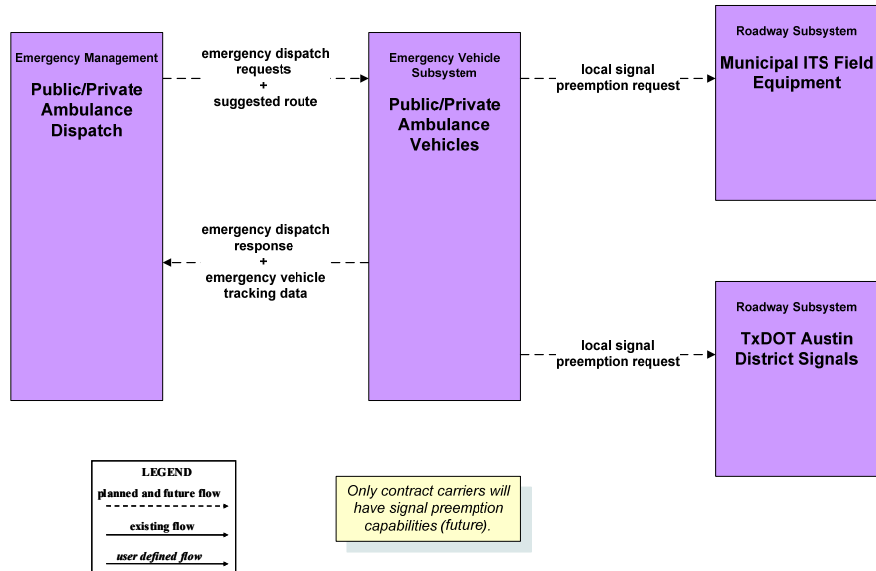 Emergency Management
Public/Private
Ambulance
Dispatch
emergency dispatch
requests
+
suggested route
emergency dispatch
response
+
emergency vehicle
tracking data
Emergency Vehicle
Subsystem
Public/Private
Ambulance
Vehicles
local signal
preemption request
local signal
preemption request
Roadway Subsystem
Municipal ITS Field
Equipment
Roadway Subsystem
TxDOT Austin
District Signals
LEGEND
planned and future flow
existing flow
user defined flow
Only contract carriers will
have signal preemption
capabilities (future).